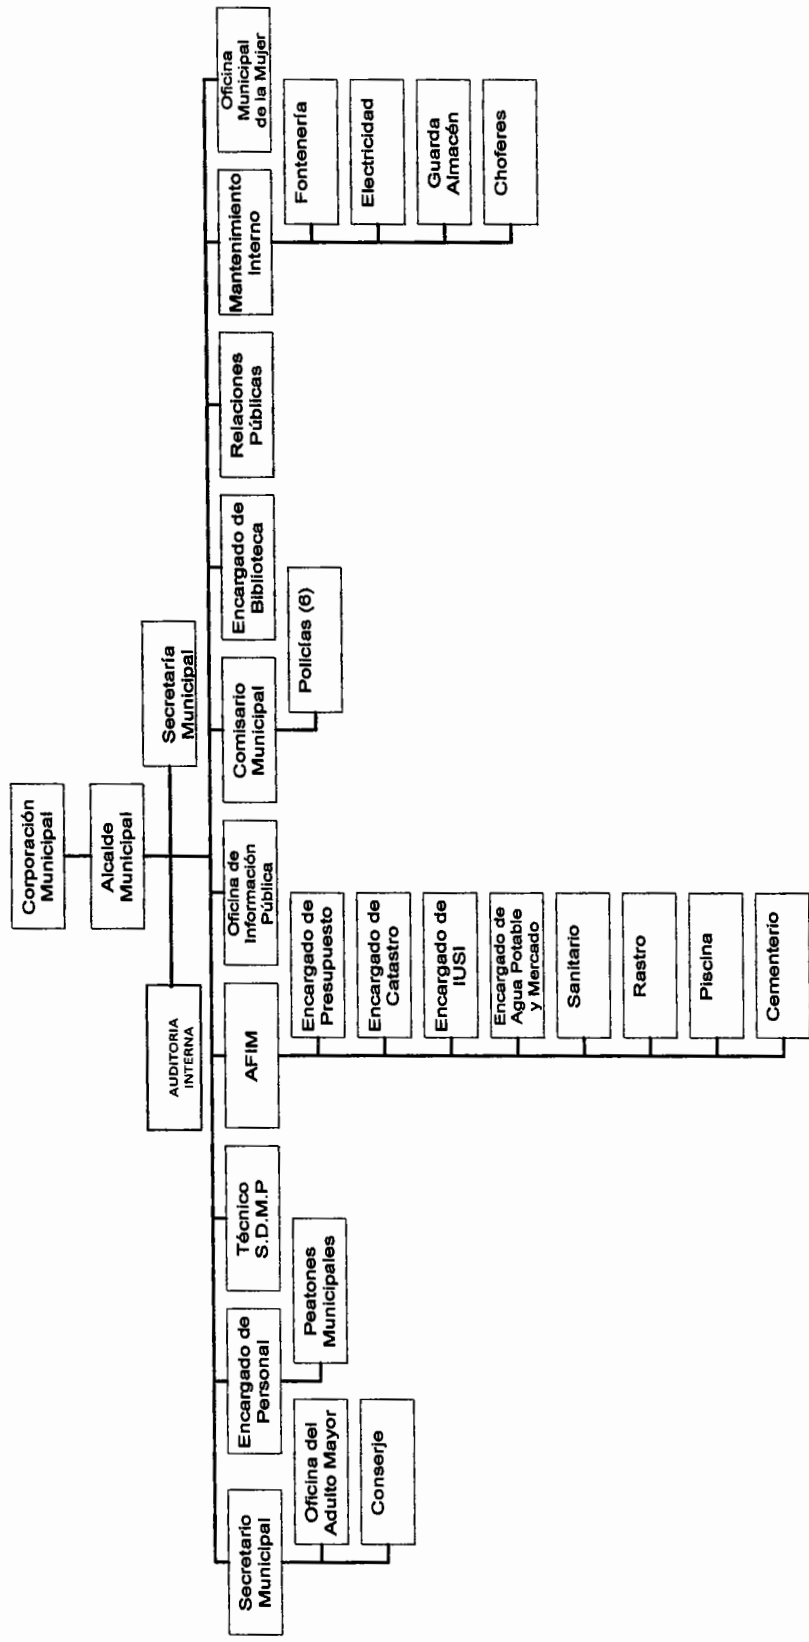 Corporación
Municipal
Alcalde
Municipal
AUDITORIA
INTERNA
Secretaría
Municipal
Secretario
Municipal
Oficina del
Adulto Mayor
Conserje
Encargado de
Personal
Peatones
Municipales
Técnico
S.D.M.P
AFIM
Encargado de
Presupuesto
Encargado de
Catastro
Encargado de
IUSI
Encargado de
Agua Potable
y Mercado
Sanitario
Rastro
Piscina
Cementerio
Oficina de
Información
Pública
Comisario
Municipal
Policías (6)
Encargado de
Biblioteca
Relaciones
Públicas
Mantenimiento
Interno
Fontenería
Electricidad
Guarda
Almacén
Choferes
Oficina
Municipal
de la Mujer